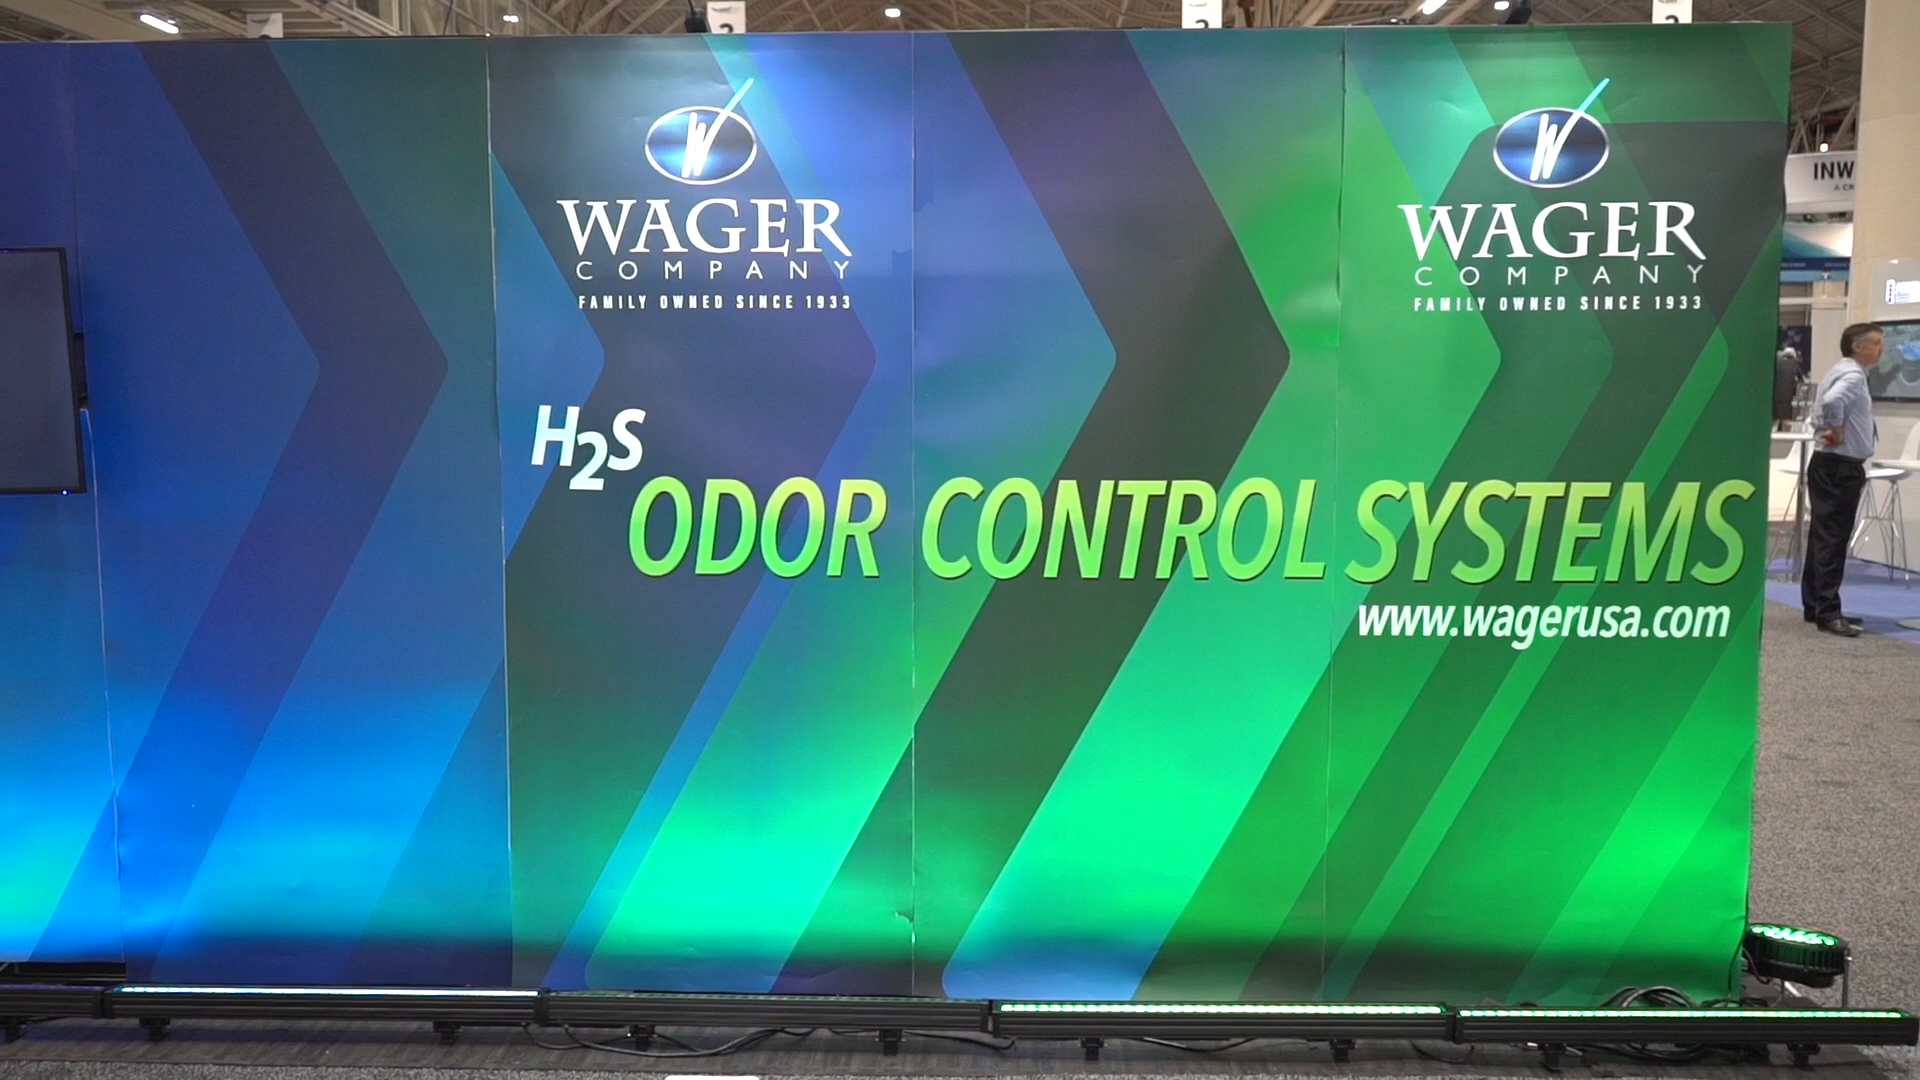 WAGER
COMPANY
FAMILY OWNED SINCE 1933
WAGER
COMPANY
FAMILY OWNED SINCE 1933
H2S
ODOR CONTROL SYSTEMS
www.wagerusa.com
INW